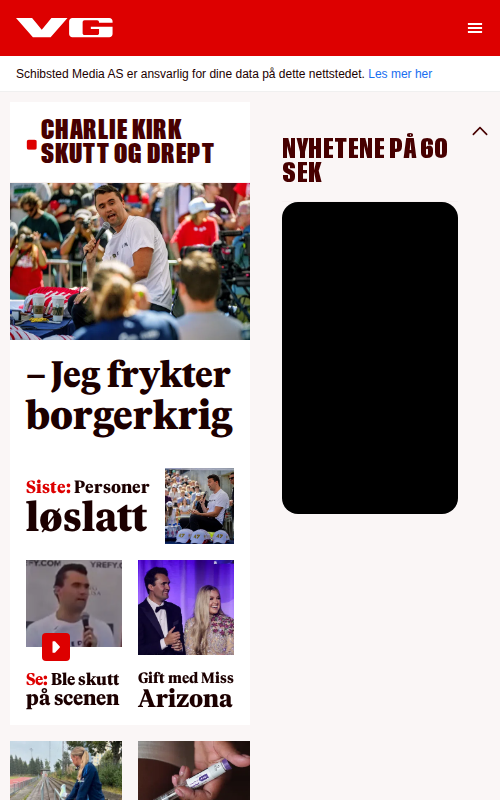 VG
Schibsted Media AS er ansvarlig for dine data på dette nettstedet. Les mer her
CHARLIE KIRK
SKUTT OG DREPT
– Jeg frykter
borgerkrig
Siste: Personer
løslatt
YREFY.COM
Se: Ble skutt
på scenen
Gift med Miss
Arizona
NYHETENE PÅ 60
SEK